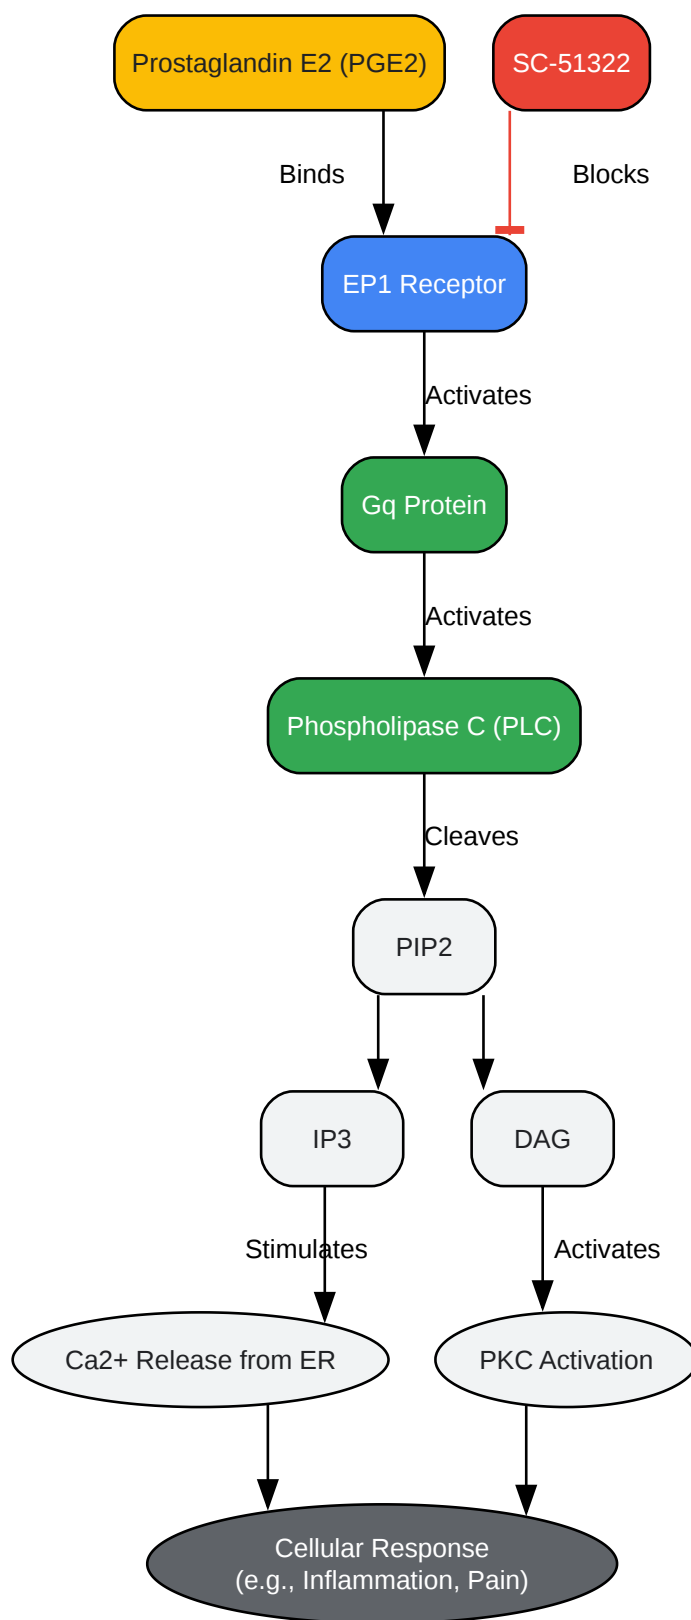 Prostaglandin E2 (PGE2)
SC-51322
Binds
Blocks
EP1 Receptor
Activates
Gq Protein
Activates
Phospholipase C (PLC)
Cleaves
PIP2
IP3
DAG
Stimulates
Activates
Ca2+ Release from ER
PKC Activation
Cellular Response
(e.g., Inflammation, Pain)